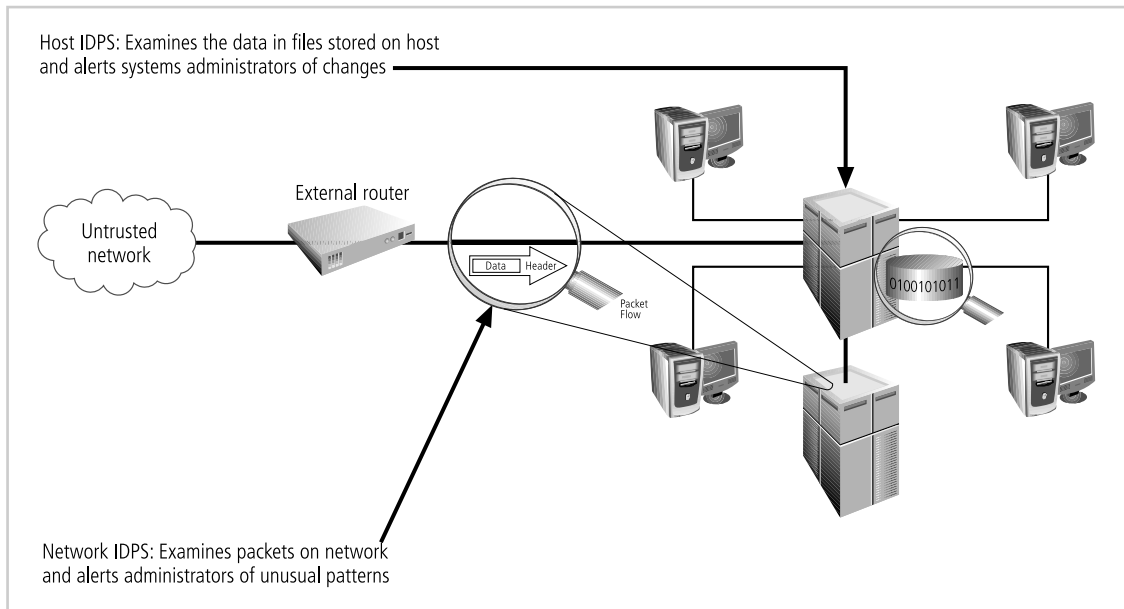 Host IDPS: Examines the data in files stored on host
and alerts systems administrators of changes
External router
Untrusted
network
Data
Header
Packet
Flow
0100101011
Network IDPS: Examines packets on network
and alerts administrators of unusual patterns